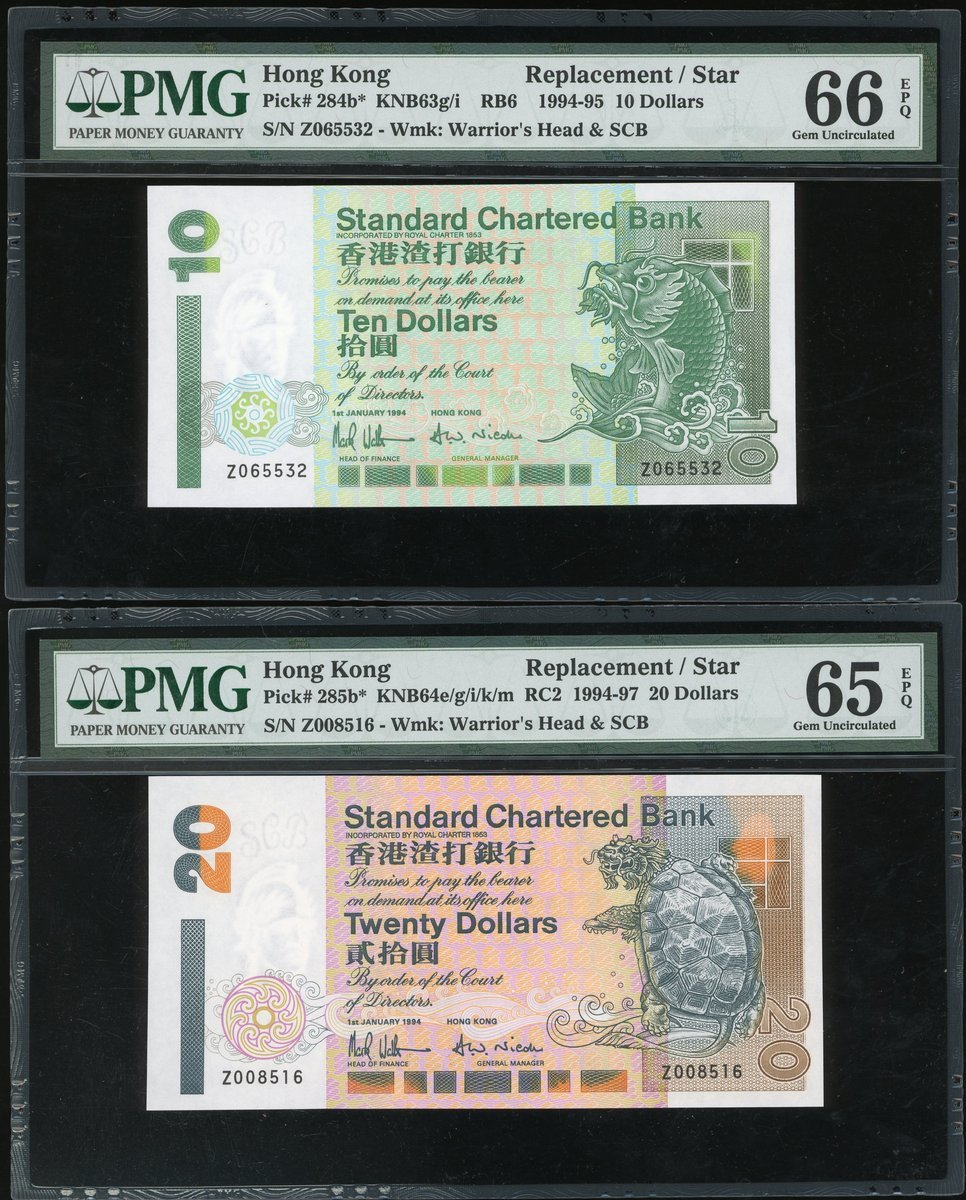 PMG
PAPER MONEY GUARANTY
Hong Kong Replacement / Star
Pick# 284b* KNB63g/i RB6 1994-95 10 Dollars
S/N Z065532 - Wmk: Warrior's Head & SCB
66 EPQ
Gem Uncirculated
10
SCB
Standard Chartered Bank
INCORPORATED BY ROYAL CHARTER 1853
香港渣打銀行
Promises to pay the bearer
on demand at its office here
Ten Dollars
拾圓
By order of the Court
of Directors.
1st JANUARY 1994 HONG KONG
HEAD OF FINANCE GENERAL MANAGER
Z065532
Z065532
10
PMG
PAPER MONEY GUARANTY
Hong Kong Replacement / Star
Pick# 285b* KNB64e/g/i/k/m RC2 1994-97 20 Dollars
S/N Z008516 - Wmk: Warrior's Head & SCB
65 EPQ
Gem Uncirculated
20
SCB
Standard Chartered Bank
INCORPORATED BY ROYAL CHARTER 1853
香港渣打銀行
Promises to pay the bearer
on demand at its office here
Twenty Dollars
貳拾圓
By order of the Court
of Directors.
1st JANUARY 1994 HONG KONG
HEAD OF FINANCE GENERAL MANAGER
Z008516
Z008516
20